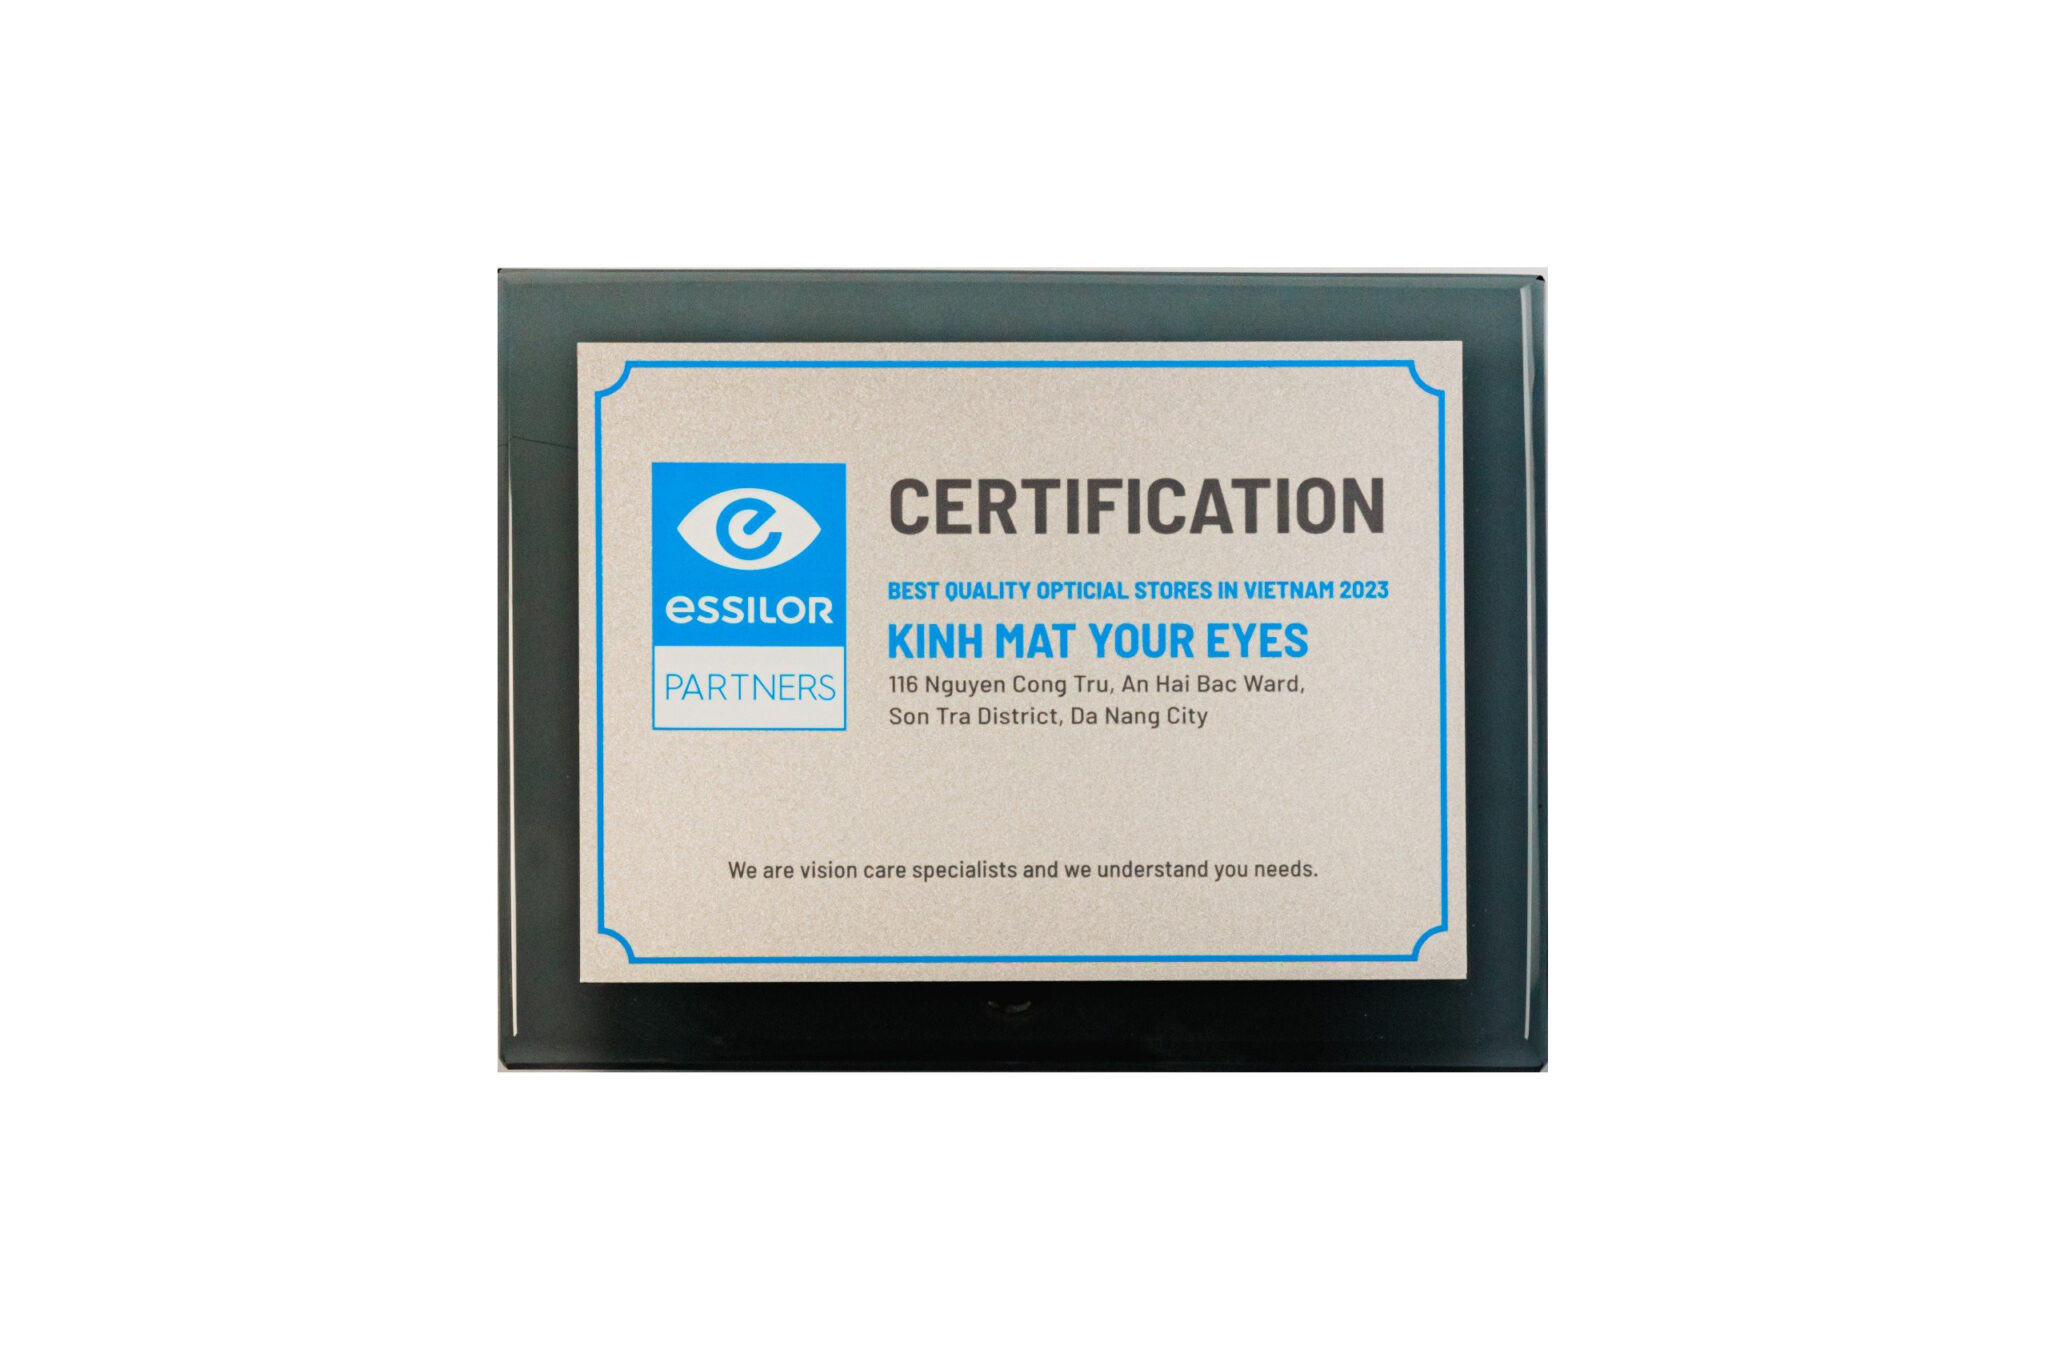 essilor
PARTNERS
CERTIFICATION
BEST QUALITY OPTICIAL STORES IN VIETNAM 2023
KINH MAT YOUR EYES
116 Nguyen Cong Tru, An Hai Bac Ward,
Son Tra District, Da Nang City
We are vision care specialists and we understand you needs.